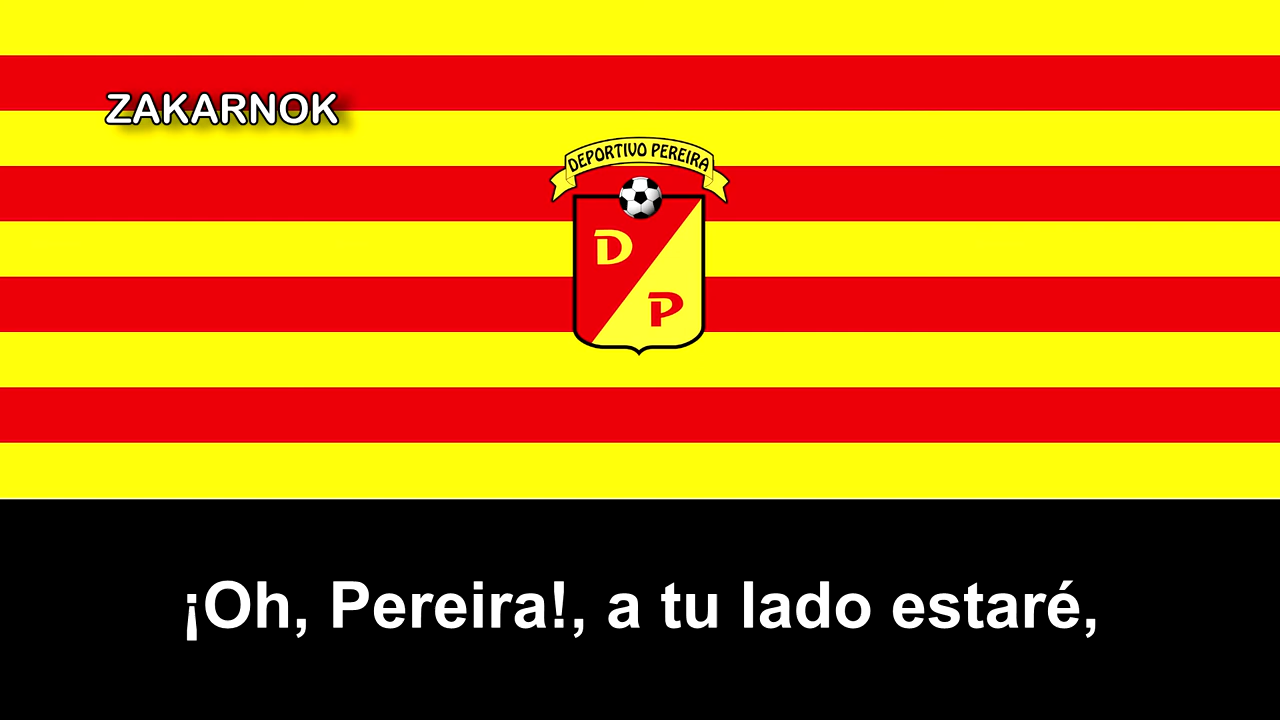 ZAKARNOK
DEPORTIVO PEREIRA
D
P
¡Oh, Pereira!, a tu lado estaré,